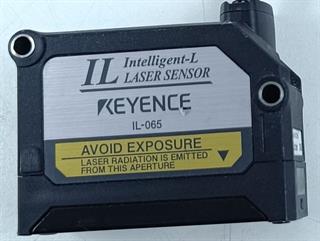 IL Intelligent-L
LASER SENSOR
KEYENCE
IL-065
AVOID EXPOSURE
LASER RADIATION IS EMITTED
FROM THIS APERTURE